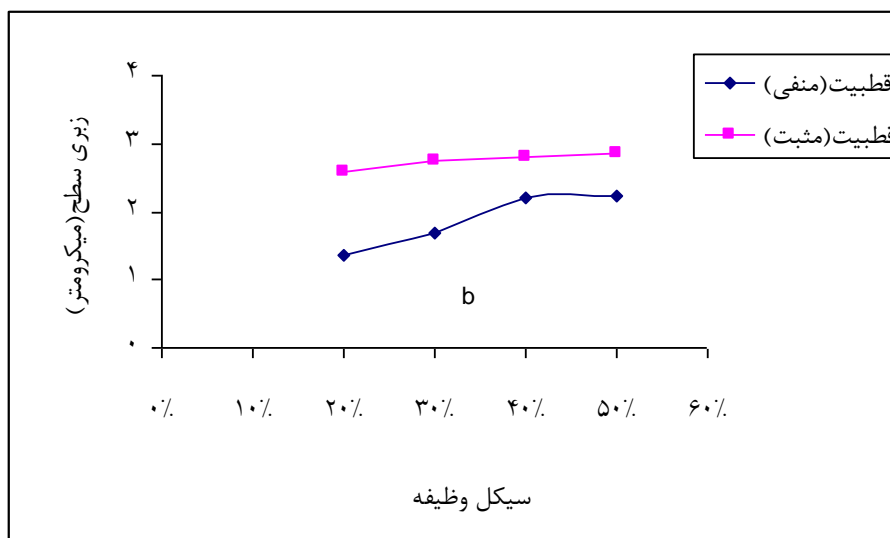 ۴
۳
۲
۱
۰
زبری سطح(میکرومتر)
قطبیت(منفی)
قطبیت(مثبت)
b
۰٪ ۱۰٪ ۲۰٪ ۳۰٪ ۴۰٪ ۵۰٪ ۶۰٪
سیکل وظیفه